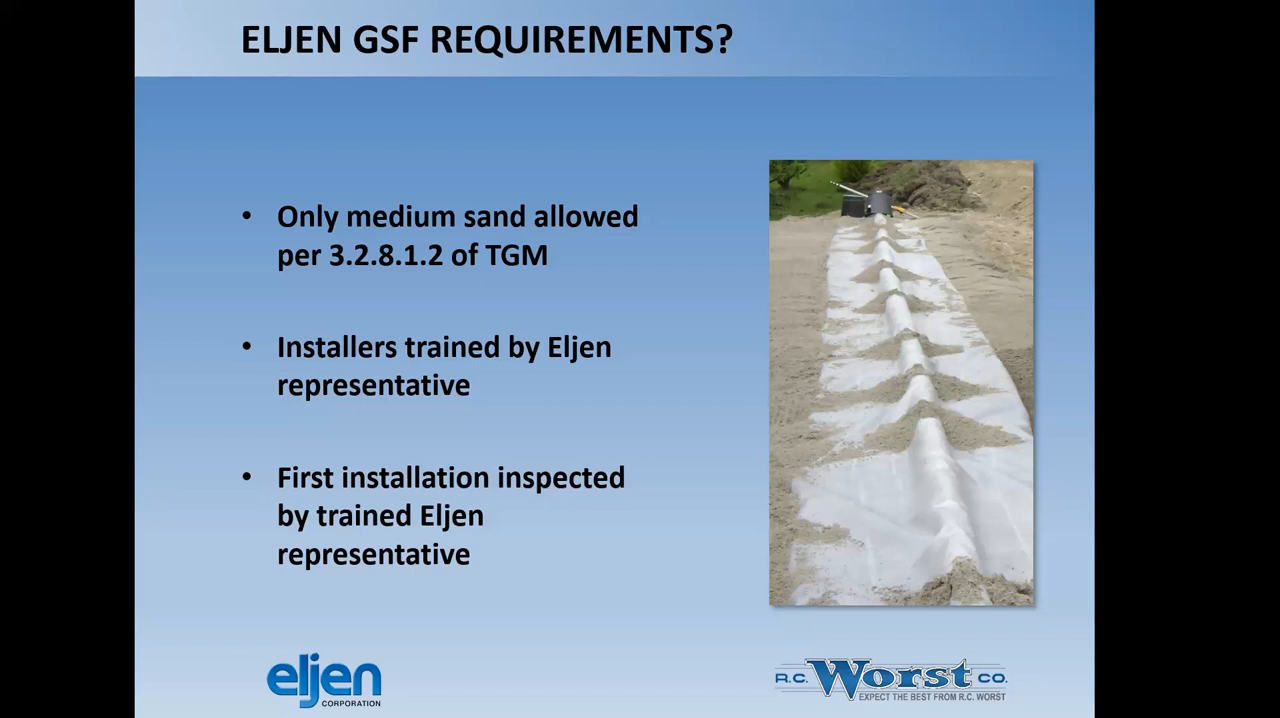 ELJEN GSF REQUIREMENTS?
• Only medium sand allowed
per 3.2.8.1.2 of TGM
• Installers trained by Eljen
representative
• First installation inspected
by trained Eljen
representative
eljen
CORPORATION
R.C. Worst CO.
EXPECT THE BEST FROM R.C. WORST